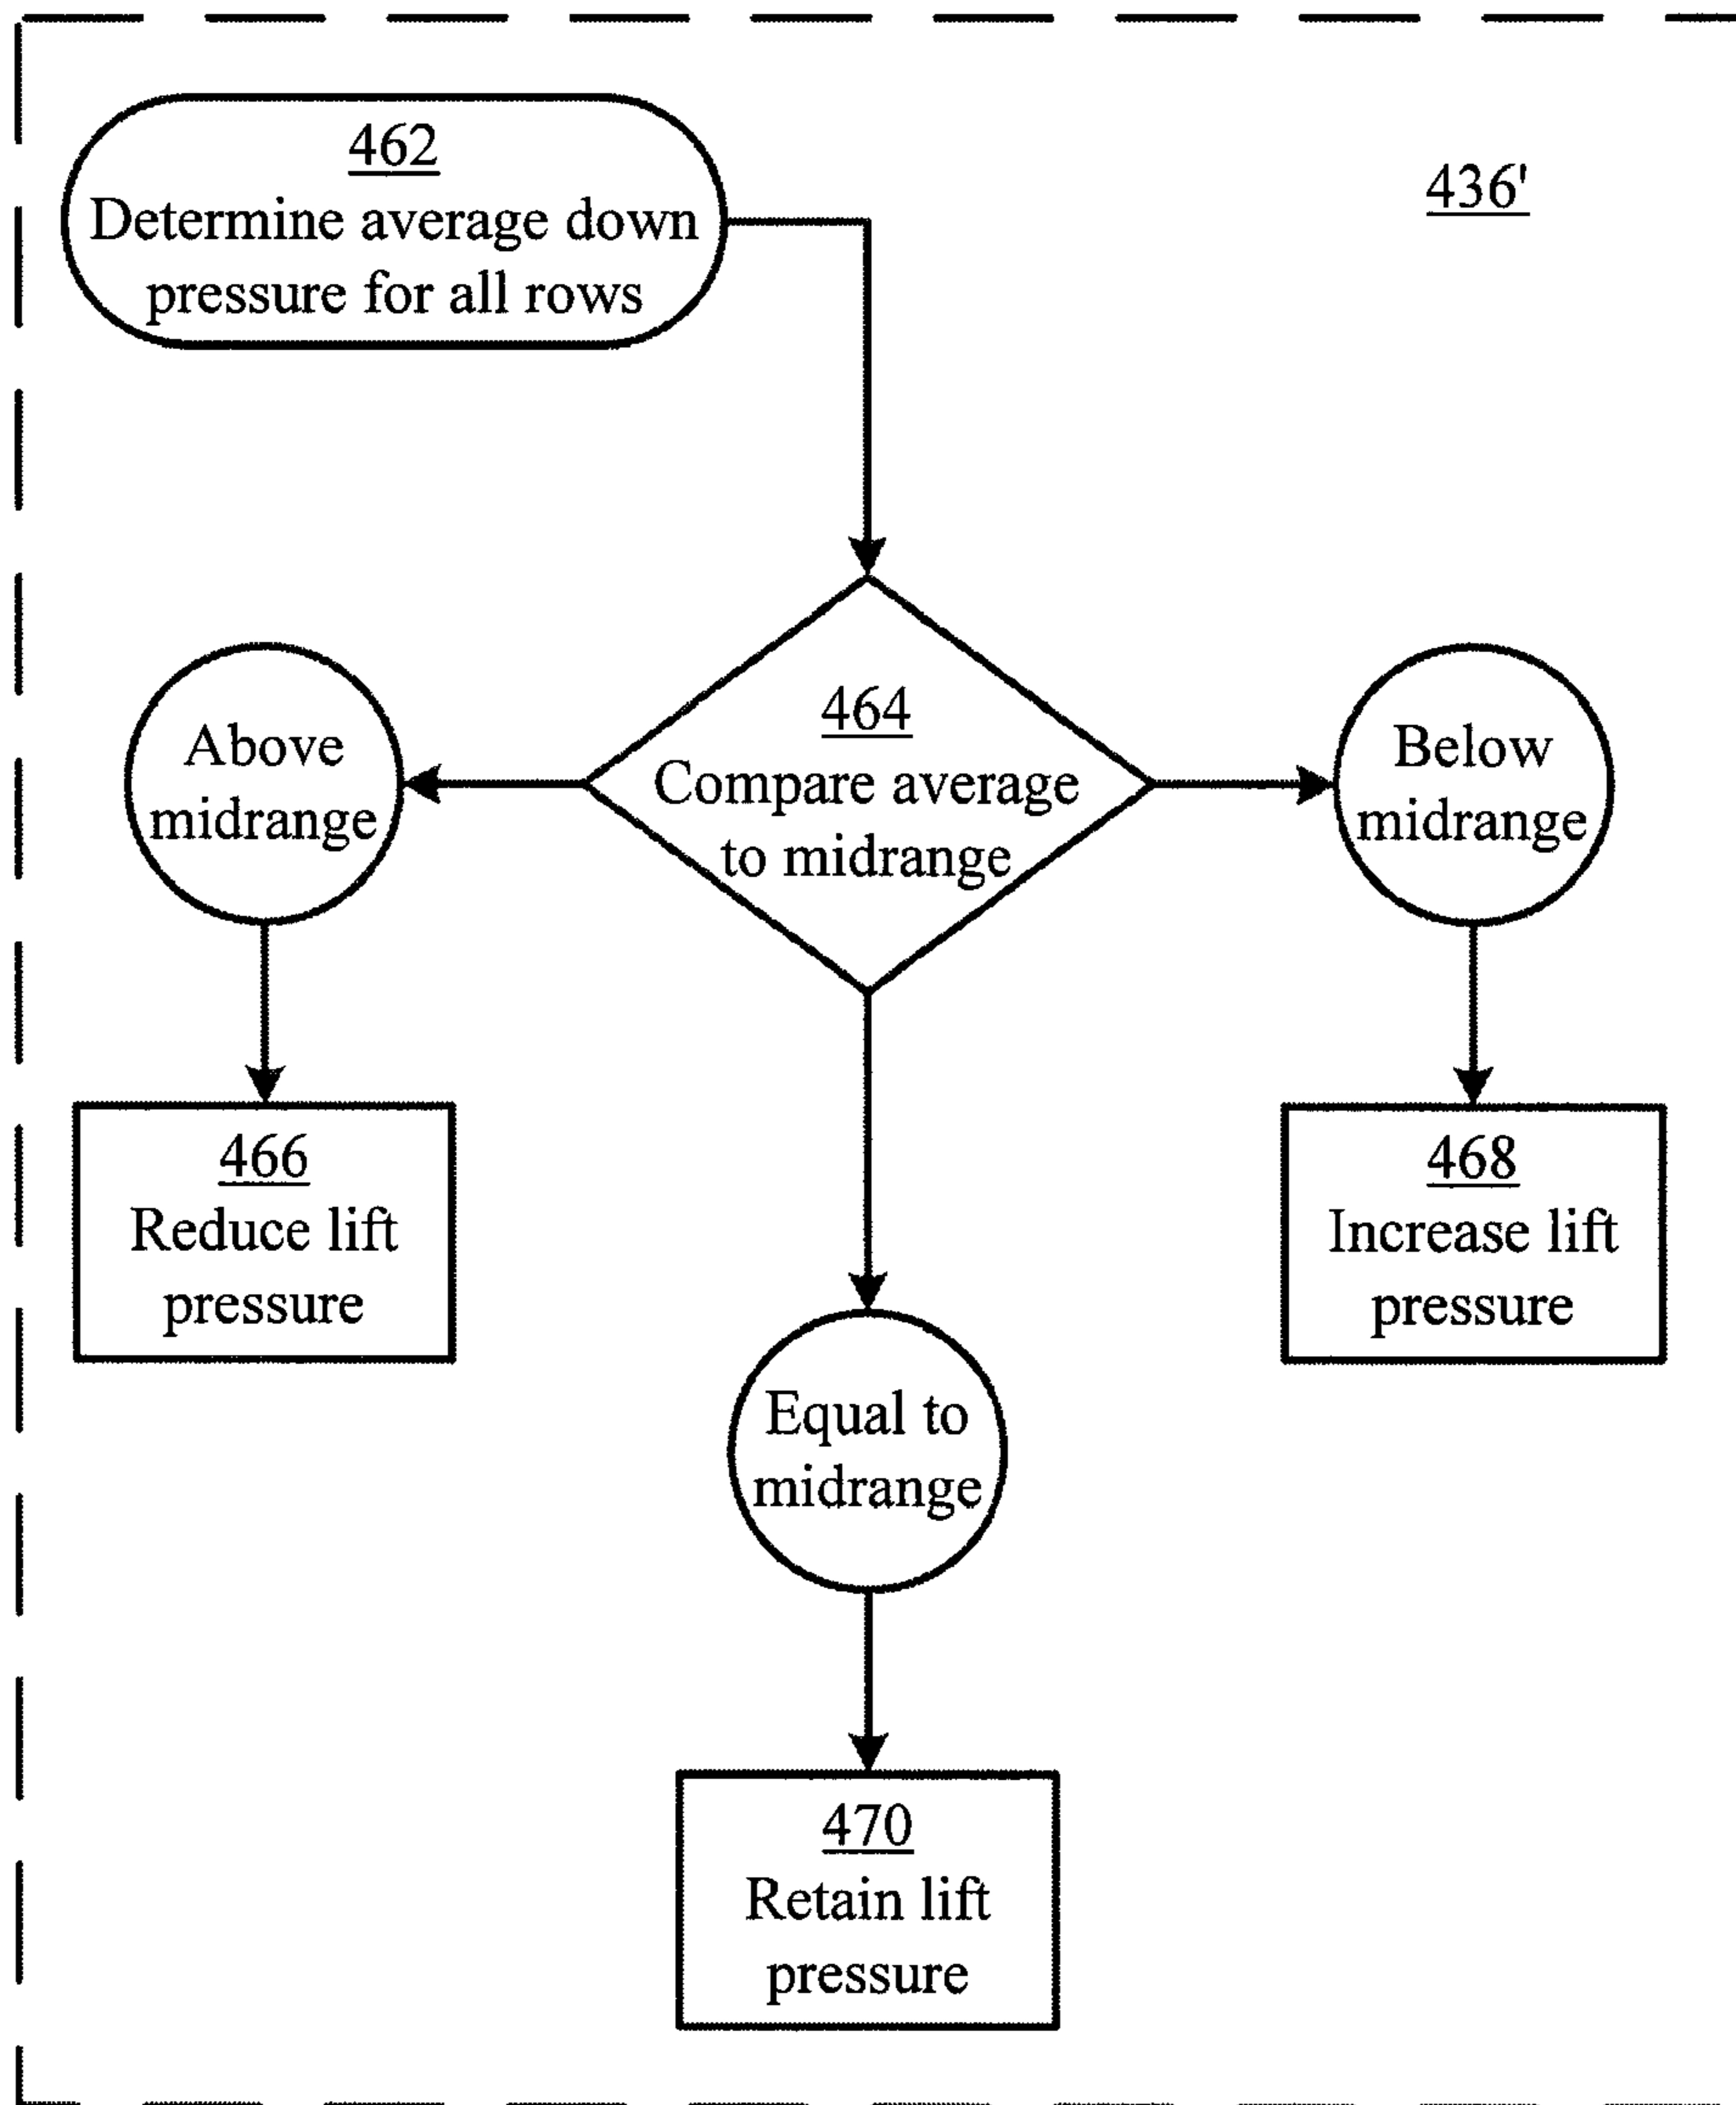 462
Determine average down
pressure for all rows
436'
464
Compare average
to midrange
Above
midrange
Below
midrange
466
Reduce lift
pressure
468
Increase lift
pressure
Equal to
midrange
470
Retain lift
pressure